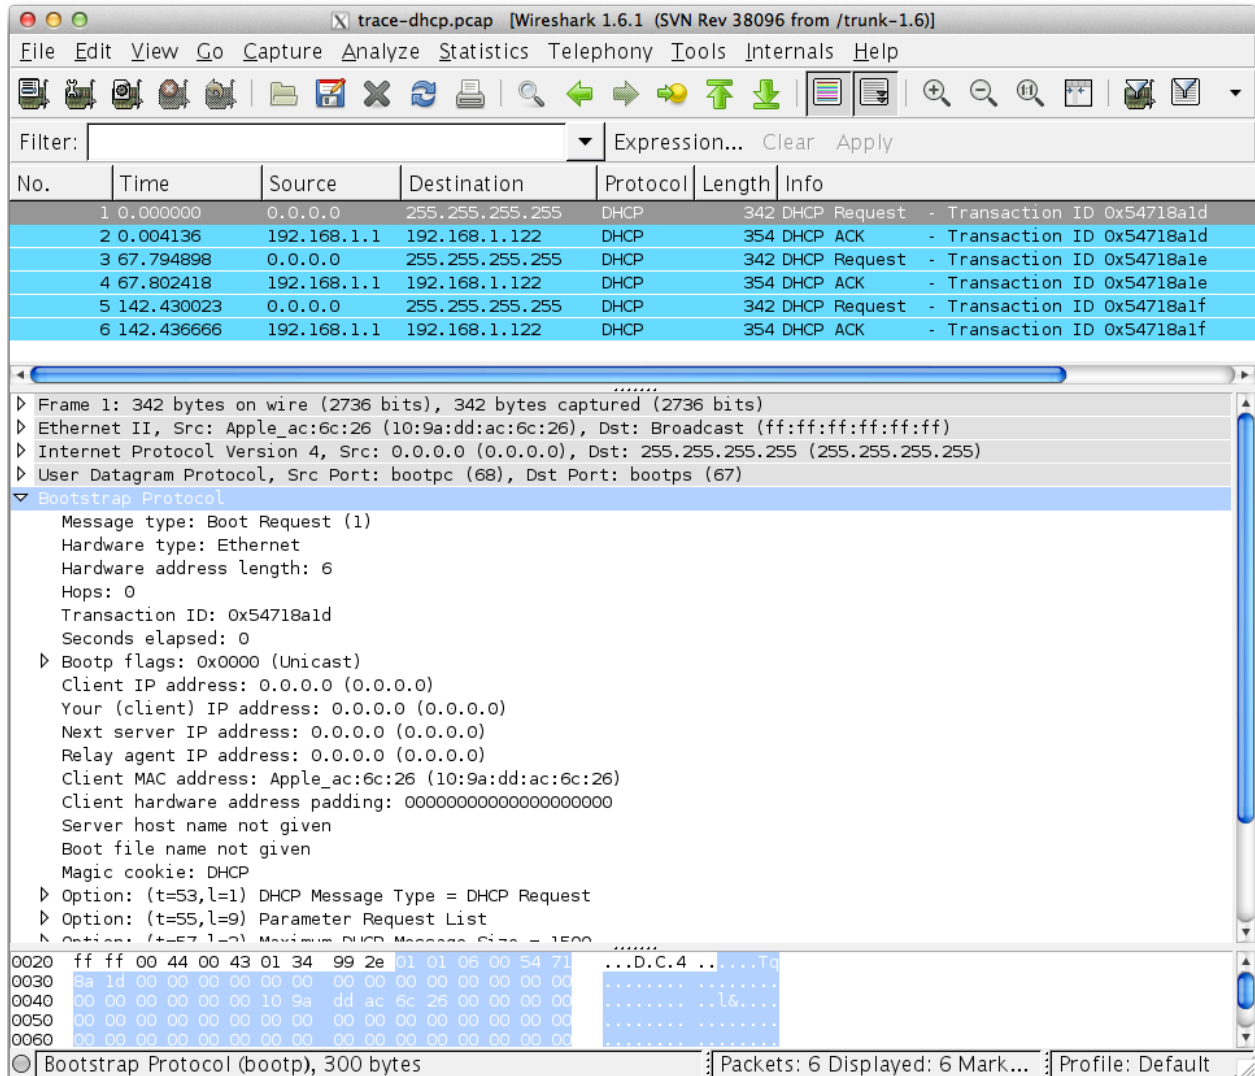 trace-dhcp.pcap [Wireshark 1.6.1 (SVN Rev 38096 from /trunk-1.6)]
File Edit View Go Capture Analyze Statistics Telephony Tools Internals Help
Filter: Expression... Clear Apply
No. Time Source Destination Protocol Length Info
1 0.000000 0.0.0.0 255.255.255.255 DHCP 342 DHCP Request - Transaction ID 0x54718a1d
2 0.004136 192.168.1.1 192.168.1.122 DHCP 354 DHCP ACK - Transaction ID 0x54718a1d
3 67.794898 0.0.0.0 255.255.255.255 DHCP 342 DHCP Request - Transaction ID 0x54718a1e
4 67.802418 192.168.1.1 192.168.1.122 DHCP 354 DHCP ACK - Transaction ID 0x54718a1e
5 142.430023 0.0.0.0 255.255.255.255 DHCP 342 DHCP Request - Transaction ID 0x54718a1f
6 142.436666 192.168.1.1 192.168.1.122 DHCP 354 DHCP ACK - Transaction ID 0x54718a1f
Frame 1: 342 bytes on wire (2736 bits), 342 bytes captured (2736 bits)
Ethernet II, Src: Apple_ac:6c:26 (10:9a:dd:ac:6c:26), Dst: Broadcast (ff:ff:ff:ff:ff:ff)
Internet Protocol Version 4, Src: 0.0.0.0 (0.0.0.0), Dst: 255.255.255.255 (255.255.255.255)
User Datagram Protocol, Src Port: bootpc (68), Dst Port: bootps (67)
Bootstrap Protocol
Message type: Boot Request (1)
Hardware type: Ethernet
Hardware address length: 6
Hops: 0
Transaction ID: 0x54718a1d
Seconds elapsed: 0
Bootp flags: 0x0000 (Unicast)
Client IP address: 0.0.0.0 (0.0.0.0)
Your (client) IP address: 0.0.0.0 (0.0.0.0)
Next server IP address: 0.0.0.0 (0.0.0.0)
Relay agent IP address: 0.0.0.0 (0.0.0.0)
Client MAC address: Apple_ac:6c:26 (10:9a:dd:ac:6c:26)
Client hardware address padding: 00000000000000000000
Server host name not given
Boot file name not given
Magic cookie: DHCP
Option: (t=53,l=1) DHCP Message Type = DHCP Request
Option: (t=55,l=9) Parameter Request List
Option: (t=57,l=2) Maximum DHCP Message Size = 1500
0020 ff ff 00 44 00 43 01 34 99 2e 01 01 06 00 54 71 ...D.C.4 ......Tq
0030 8a 1d 00 00 00 00 00 00 00 00 00 00 00 00 00 00 ........ ........
0040 00 00 00 00 00 00 10 9a dd ac 6c 26 00 00 00 00 ........ ..l&....
0050 00 00 00 00 00 00 00 00 00 00 00 00 00 00 00 00 ........ ........
0060 00 00 00 00 00 00 00 00 00 00 00 00 00 00 00 00 ........ ........
Bootstrap Protocol (bootp), 300 bytes Packets: 6 Displayed: 6 Mark... Profile: Default